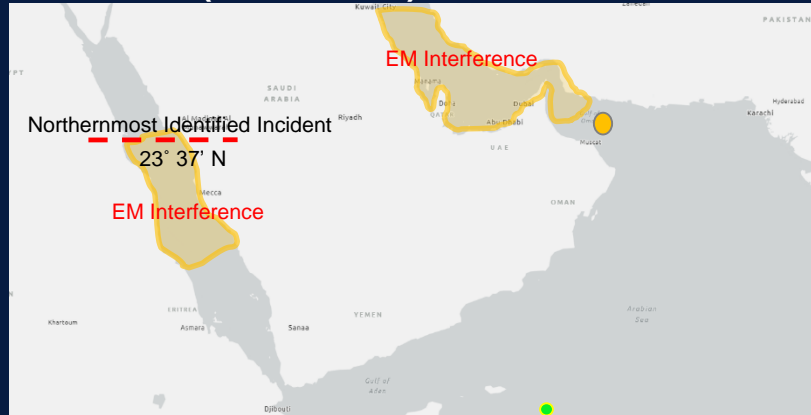 Kuwait City
PAKISTAN
EM Interference
Manama
SAUDI
ARABIA
Hyderabad
Doha
Dubai
Karachi
QATAR
Riyadh
Abu Dhabi
Northernmost Identified Incident
Muscat
UAE
23° 37' N
Mecca
OMAN
EM Interference
ERITREA
YEMEN
Arabian
Sea
Khartoum
Asmara
Sanaa
Gulf of
Aden
Djibouti